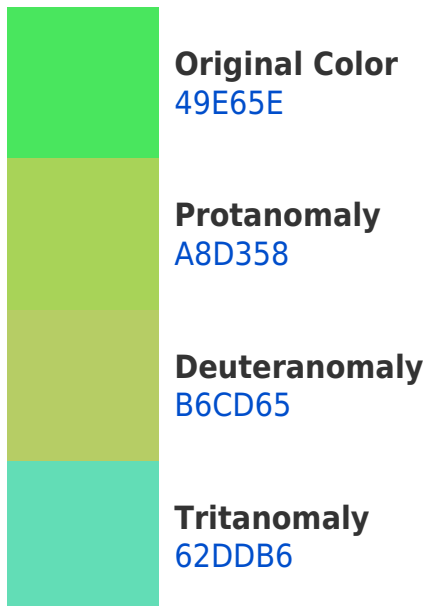 Original Color
49E65E
Protanomaly
A8D358
Deuteranomaly
B6CD65
Tritanomaly
62DDB6